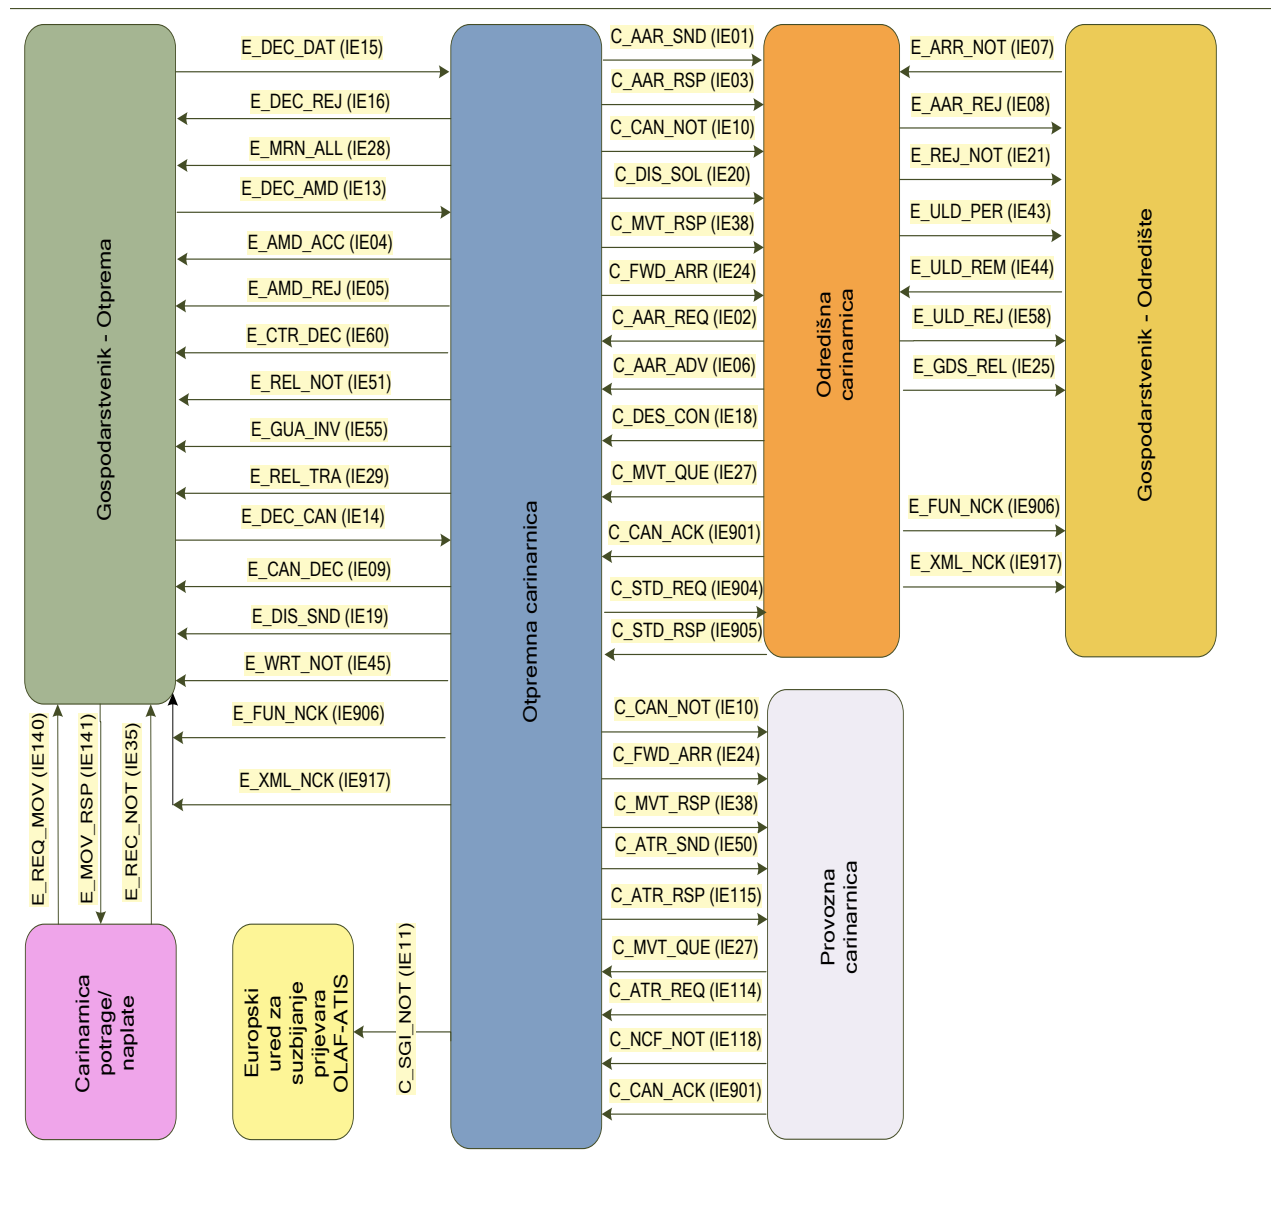 Gospodarstvenik - Otprema
E_DEC_DAT (IE15)
E_DEC_REJ (IE16)
E_MRN_ALL (IE28)
E_DEC_AMD (IE13)
E_AMD_ACC (IE04)
E_AMD_REJ (IE05)
E_CTR_DEC (IE60)
E_REL_NOT (IE51)
E_GUA_INV (IE55)
E_REL_TRA (IE29)
E_DEC_CAN (IE14)
E_CAN_DEC (IE09)
E_DIS_SND (IE19)
E_WRT_NOT (IE45)
E_FUN_NCK (IE906)
E_XML_NCK (IE917)
Otpremna carinarnica
C_AAR_SND (IE01)
C_AAR_RSP (IE03)
C_CAN_NOT (IE10)
C_DIS_SOL (IE20)
C_MVT_RSP (IE38)
C_FWD_ARR (IE24)
C_AAR_REQ (IE02)
C_AAR_ADV (IE06)
C_DES_CON (IE18)
C_MVT_QUE (IE27)
C_CAN_ACK (IE901)
C_STD_REQ (IE904)
C_STD_RSP (IE905)
Odredišna
carinarnica
E_ARR_NOT (IE07)
E_AAR_REJ (IE08)
E_REJ_NOT (IE21)
E_ULD_PER (IE43)
E_ULD_REM (IE44)
E_ULD_REJ (IE58)
E_GDS_REL (IE25)
E_FUN_NCK (IE906)
E_XML_NCK (IE917)
Gospodarstvenik - Odredište
C_CAN_NOT (IE10)
C_FWD_ARR (IE24)
C_MVT_RSP (IE38)
C_ATR_SND (IE50)
C_ATR_RSP (IE115)
C_MVT_QUE (IE27)
C_ATR_REQ (IE114)
C_NCF_NOT (IE118)
C_CAN_ACK (IE901)
Provozna
carinarnica
E_REQ_MOV (IE140)
E_MOV_RSP (IE141)
E_REC_NOT (IE35)
Carinarnica
potrage/
naplate
Europski
ured za
suzbijanje
prijevara
OLAF-ATIS
C_SGI_NOT (IE11)